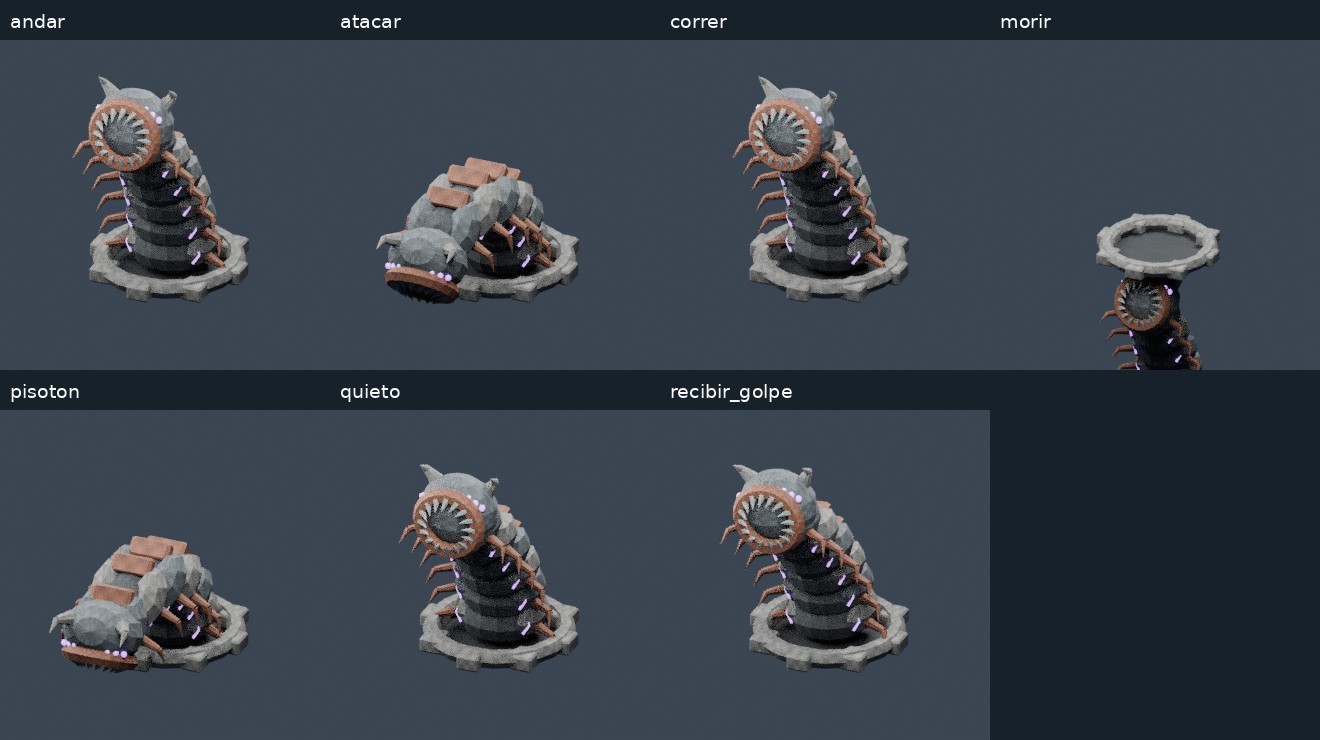 andar
atacar
correr
morir
pisoton
quieto
recibir_golpe